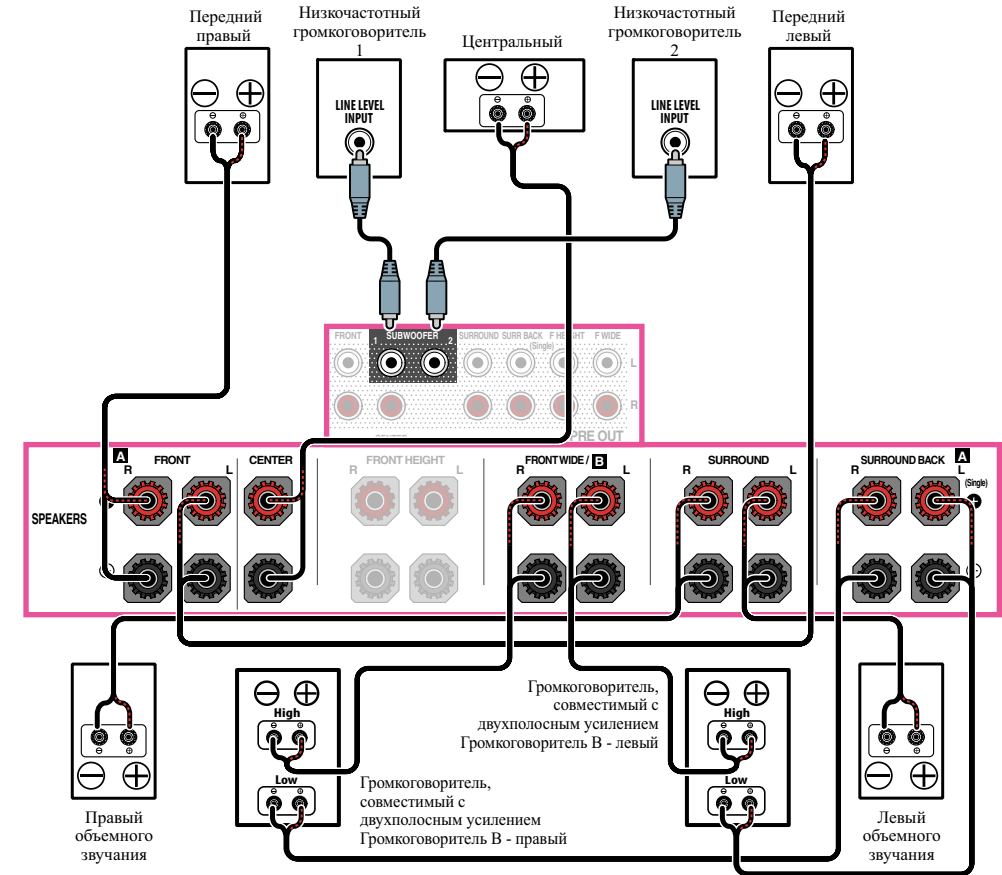 Передний
правый
Низкочастотный
громкоговоритель
1
Центральный
Низкочастотный
громкоговоритель
2
Передний
левый
LINE LEVEL
INPUT
LINE LEVEL
INPUT
FRONT
1 SUBWOOFER 2
SURROUND
SURR BACK
(Single)
F HEIGHT
F WIDE
L
R
CENTER
PRE OUT
SPEAKERS
A
FRONT
R L
CENTER
FRONT HEIGHT
R L
FRONT WIDE / B
R L
SURROUND
R L
SURROUND BACK A
R L
(Single)
High
Low
High
Low
Громкоговоритель,
совместимый с
двухполосным усилением
Громкоговоритель B - левый
Громкоговоритель,
совместимый с
двухполосным усилением
Громкоговоритель B - правый
Правый
объемного
звучания
Левый
объемного
звучания